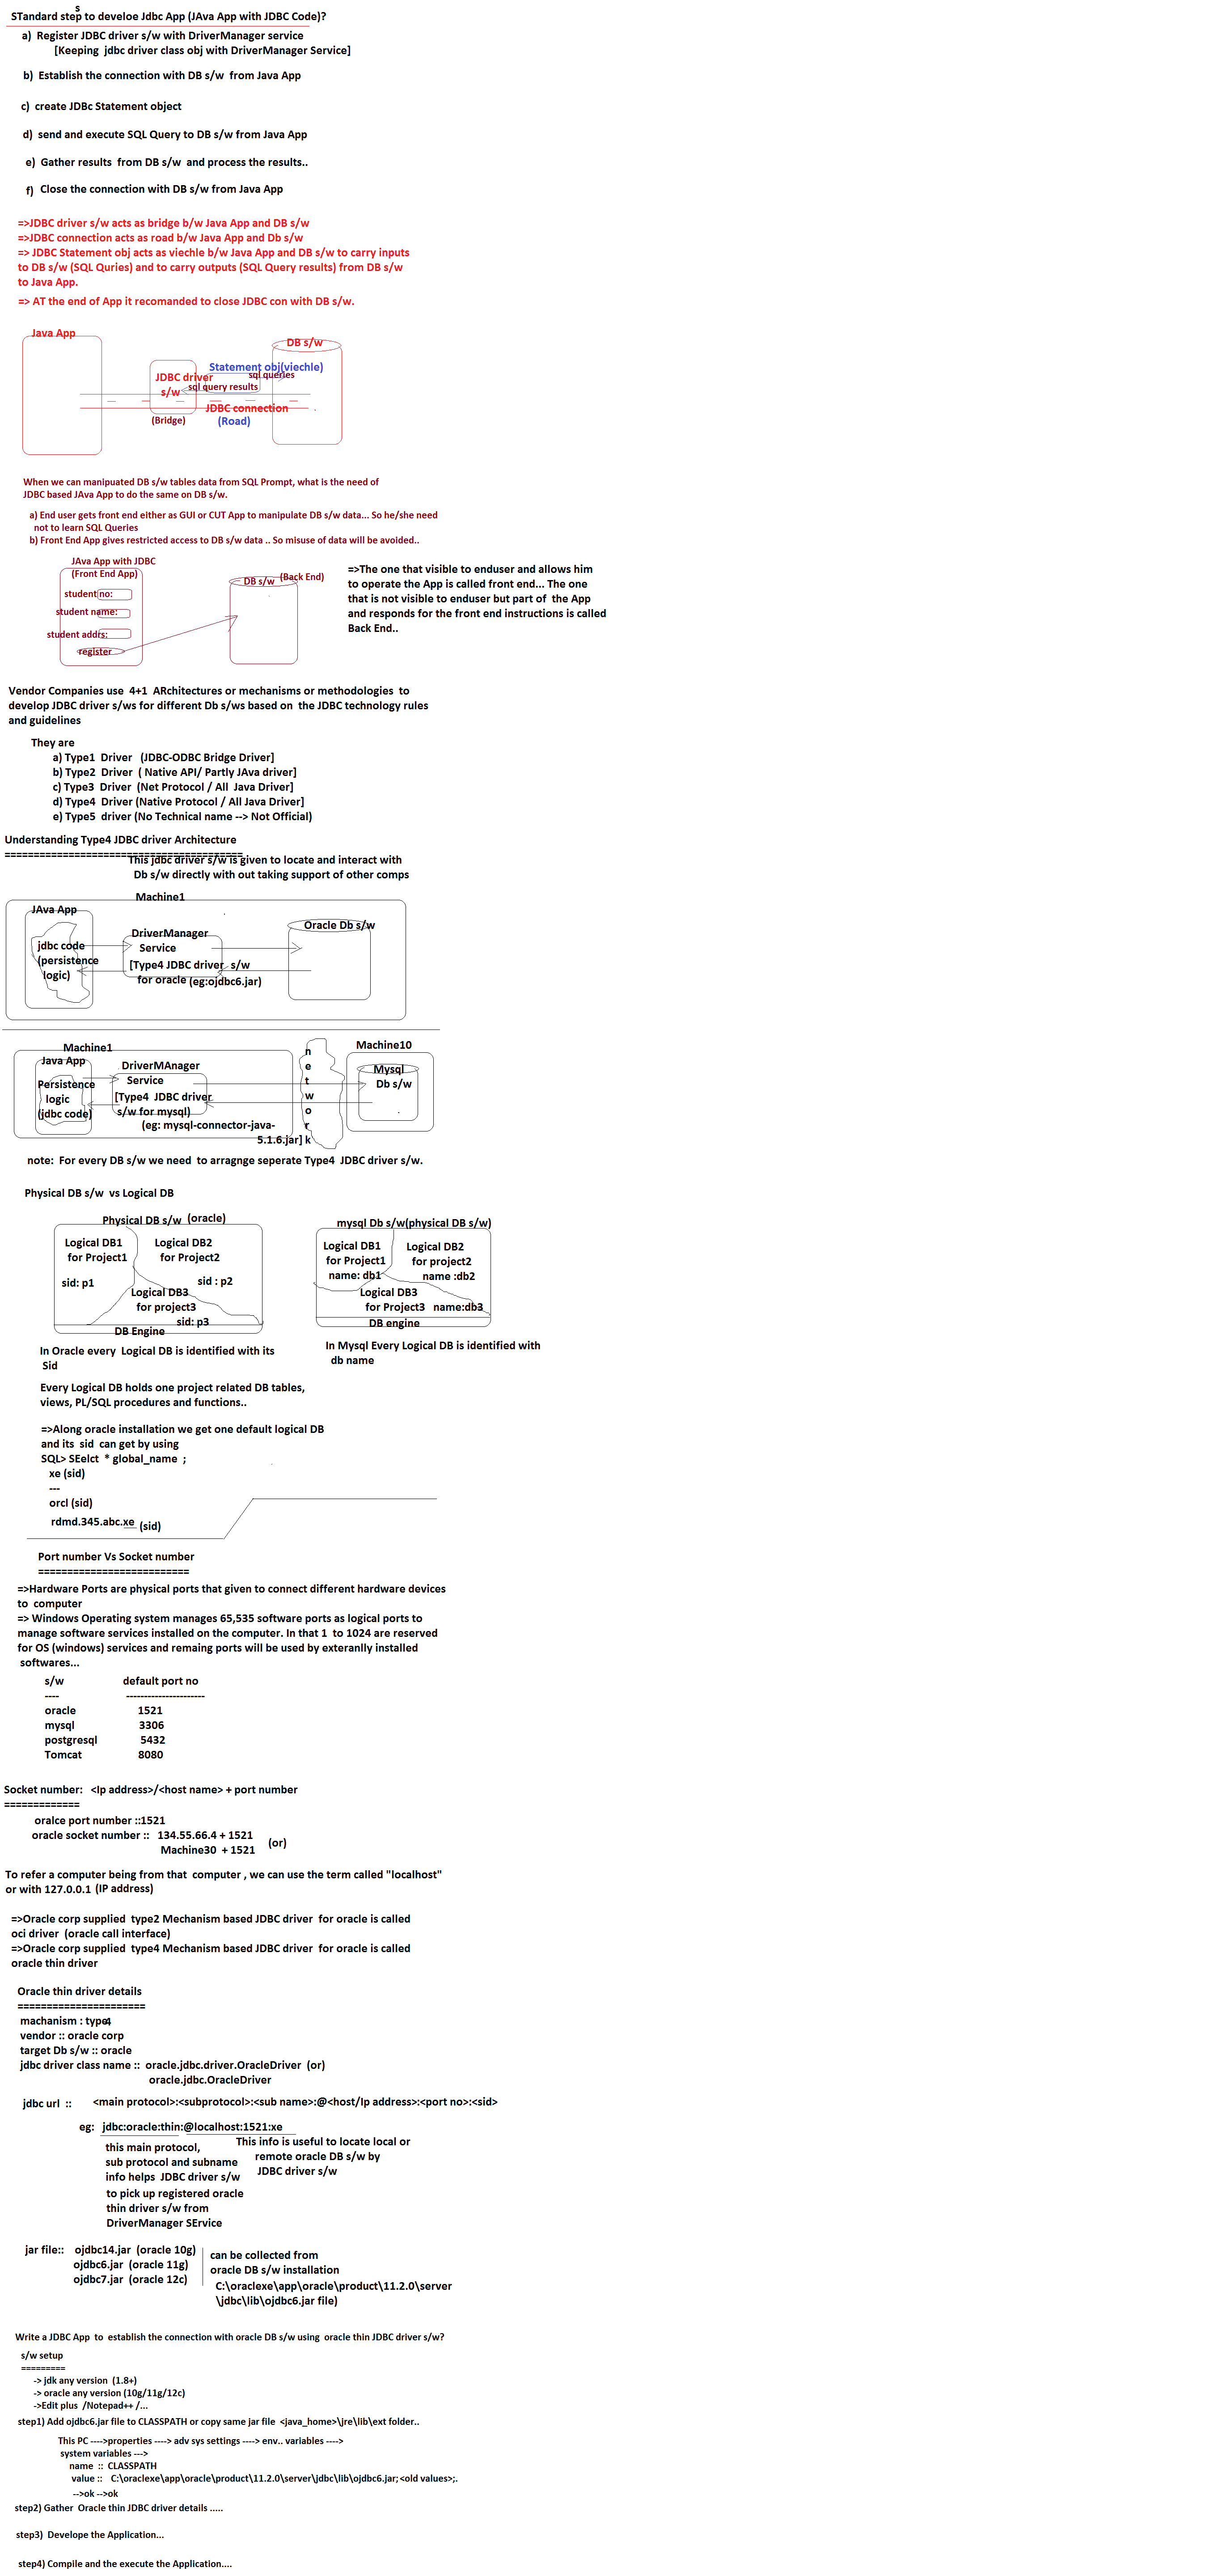 STandard steps to develoe Jdbc App (JAva App with JDBC Code)?
a) Register JDBC driver s/w with DriverManager service
[Keeping jdbc driver class obj with DriverManager Service]
b) Establish the connection with DB s/w from Java App
c) create JDBc Statement object
d) send and execute SQL Query to DB s/w from Java App
e) Gather results from DB s/w and process the results..
f) Close the connection with DB s/w from Java App
=>JDBC driver s/w acts as bridge b/w Java App and DB s/w
=>JDBC connection acts as road b/w Java App and Db s/w
=> JDBC Statement obj acts as viechle b/w Java App and DB s/w to carry inputs
to DB s/w (SQL Quries) and to carry outputs (SQL Query results) from DB s/w
to Java App.
=> AT the end of App it recomanded to close JDBC con with DB s/w.
Java App
DB s/w
Statement obj(viechle)
sql queries
JDBC driver
s/w
sql query results
JDBC connection
(Bridge)
(Road)
When we can manipuated DB s/w tables data from SQL Prompt, what is the need of
JDBC based JAva App to do the same on DB s/w.
a) End user gets front end either as GUI or CUT App to manipulate DB s/w data... So he/she need
not to learn SQL Queries
b) Front End App gives restricted access to DB s/w data .. So misuse of data will be avoided..
JAva App with JDBC
(Front End App)
student no:
student name:
student addrs:
register
DB s/w
(Back End)
=>The one that visible to enduser and allows him
to operate the App is called front end... The one
that is not visible to enduser but part of the App
and responds for the front end instructions is called
Back End..
Vendor Companies use 4+1 ARchitectures or mechanisms or methodologies to
develop JDBC driver s/ws for different Db s/ws based on the JDBC technology rules
and guidelines
They are
a) Type1 Driver (JDBC-ODBC Bridge Driver]
b) Type2 Driver ( Native API/ Partly JAva driver]
c) Type3 Driver (Net Protocol / All Java Driver]
d) Type4 Driver (Native Protocol / All Java Driver]
e) Type5 driver (No Technical name --> Not Official)
Understanding Type4 JDBC driver Architecture
=========================================
This jdbc driver s/w is given to locate and interact with
Db s/w directly with out taking support of other comps
Machine1
JAva App
jdbc code
(persistence
logic)
DriverManager
Service
[Type4 JDBC driver s/w
for oracle (eg:ojdbc6.jar)
Oracle Db s/w
Machine1
Java App
Persistence
logic
(jdbc code)
DriverMAnager
Service
[Type4 JDBC driver
s/w for mysql)
(eg: mysql-connector-java-
5.1.6.jar]
n
e
t
w
o
r
k
Machine10
Mysql
Db s/w
note: For every DB s/w we need to arragnge seperate Type4 JDBC driver s/w.
Physical DB s/w vs Logical DB
Physical DB s/w (oracle)
Logical DB1
for Project1
sid: p1
Logical DB2
for Project2
sid : p2
Logical DB3
for project3
sid: p3
DB Engine
mysql Db s/w(physical DB s/w)
Logical DB1
for Project1
name: db1
Logical DB2
for project2
name :db2
Logical DB3
for Project3 name:db3
DB engine
In Oracle every Logical DB is identified with its
Sid
In Mysql Every Logical DB is identified with
db name
Every Logical DB holds one project related DB tables,
views, PL/SQL procedures and functions..
=>Along oracle installation we get one default logical DB
and its sid can get by using
SQL> SEelct * global_name ;
xe (sid)
---
orcl (sid)
rdmd.345.abc.xe (sid)
Port number Vs Socket number
==========================
=>Hardware Ports are physical ports that given to connect different hardware devices
to computer
=> Windows Operating system manages 65,535 software ports as logical ports to
manage software services installed on the computer. In that 1 to 1024 are reserved
for OS (windows) services and remaing ports will be used by exteranlly installed
softwares...
s/w default port no
---- ----------------------
oracle 1521
mysql 3306
postgresql 5432
Tomcat 8080
Socket number: <Ip address>/<host name> + port number
=============
oralce port number ::1521
oracle socket number :: 134.55.66.4 + 1521 (or)
Machine30 + 1521
To refer a computer being from that computer , we can use the term called "localhost"
or with 127.0.0.1 (IP address)
=>Oracle corp supplied type2 Mechanism based JDBC driver for oracle is called
oci driver (oracle call interface)
=>Oracle corp supplied type4 Mechanism based JDBC driver for oracle is called
oracle thin driver
Oracle thin driver details
======================
machanism : type4
vendor :: oracle corp
target Db s/w :: oracle
jdbc driver class name :: oracle.jdbc.driver.OracleDriver (or)
oracle.jdbc.OracleDriver
jdbc url :: <main protocol>:<subprotocol>:<sub name>:@<host/Ip address>:<port no>:<sid>
eg: jdbc:oracle:thin:@localhost:1521:xe
this main protocol,
sub protocol and subname
info helps JDBC driver s/w
to pick up registered oracle
thin driver s/w from
DriverManager SErvice
This info is useful to locate local or
remote oracle DB s/w by
JDBC driver s/w
jar file:: ojdbc14.jar (oracle 10g)
ojdbc6.jar (oracle 11g)
ojdbc7.jar (oracle 12c)
can be collected from
oracle DB s/w installation
C:\oraclexe\app\oracle\product\11.2.0\server
\jdbc\lib\ojdbc6.jar file)
Write a JDBC App to establish the connection with oracle DB s/w using oracle thin JDBC driver s/w?
s/w setup
=========
-> jdk any version (1.8+)
-> oracle any version (10g/11g/12c)
->Edit plus /Notepad++ /...
step1) Add ojdbc6.jar file to CLASSPATH or copy same jar file <java_home>\jre\lib\ext folder..
This PC ---->properties ----> adv sys settings ----> env.. variables ---->
system variables --->
name :: CLASSPATH
value :: C:\oraclexe\app\oracle\product\11.2.0\server\jdbc\lib\ojdbc6.jar;<old values>;.
-->ok -->ok
step2) Gather Oracle thin JDBC driver details .....
step3) Develope the Application...
step4) Compile and the execute the Application....